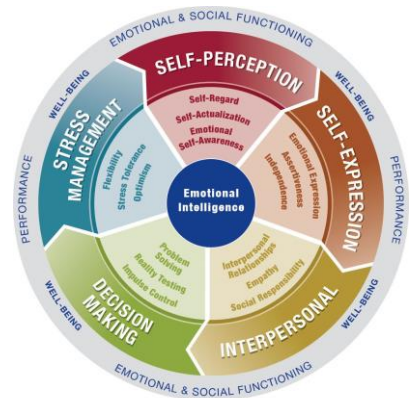 EMOTIONAL & SOCIAL FUNCTIONING
WELL-BEING
PERFORMANCE
WELL-BEING
EMOTIONAL & SOCIAL FUNCTIONING
WELL-BEING
PERFORMANCE
WELL-BEING
SELF-PERCEPTION
Self-Regard
Self-Actualization
Emotional
Self-Awareness
SELF-EXPRESSION
Emotional Expression
Assertiveness
Independence
INTERPERSONAL
Interpersonal
Relationships
Empathy
Social Responsibility
DECISION
MAKING
Problem
Solving
Reality Testing
Impulse Control
STRESS
MANAGEMENT
Flexibility
Stress Tolerance
Optimism
Emotional
Intelligence